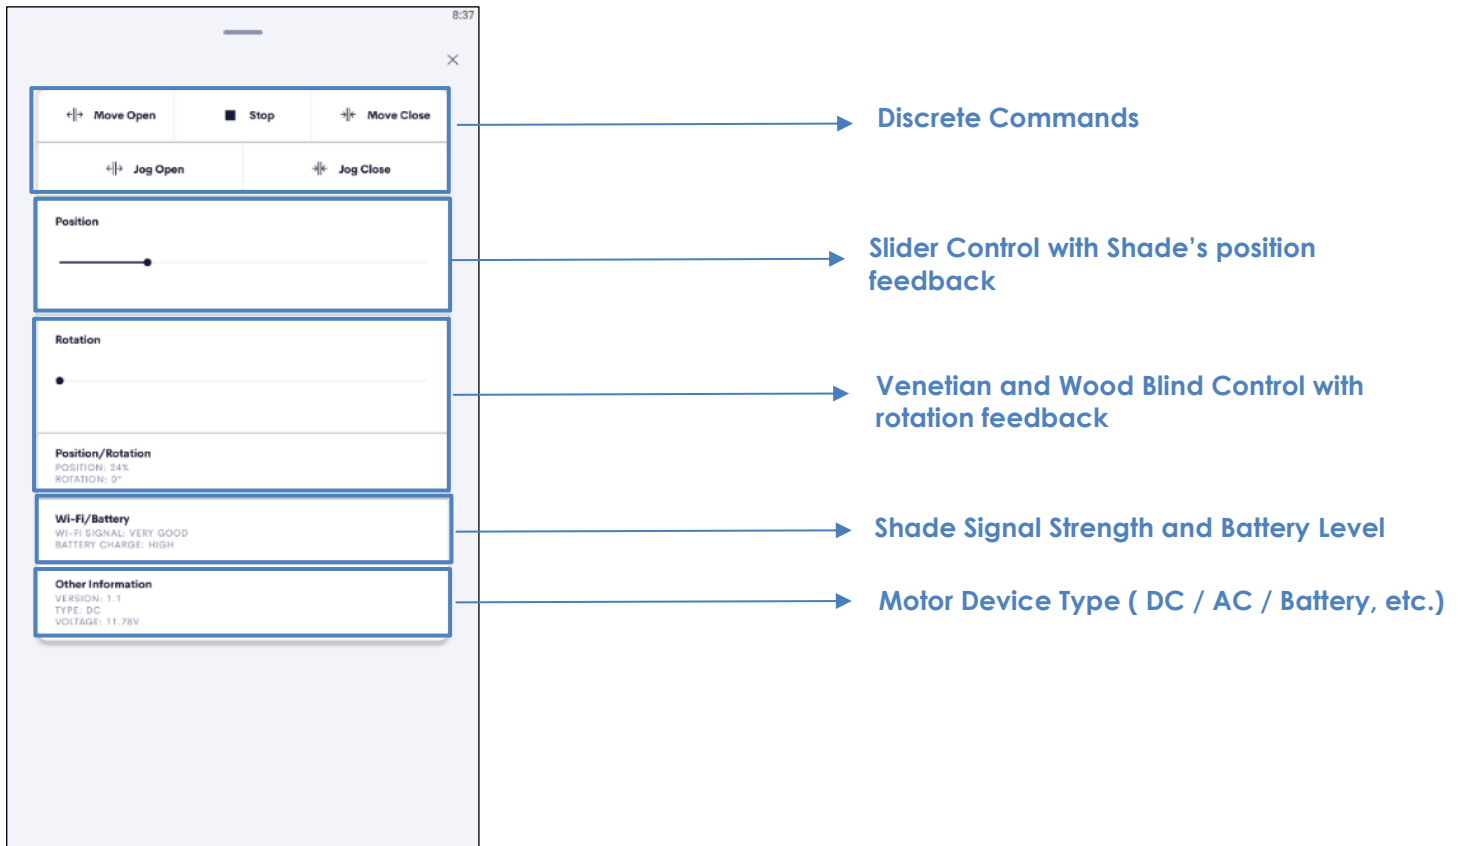 8:37
Move Open
Stop
Move Close
Jog Open
Jog Close
Discrete Commands
Position
Slider Control with Shade’s position
feedback
Rotation
Venetian and Wood Blind Control with
rotation feedback
Position/Rotation
POSITION: 24%
ROTATION: 0°
Wi-Fi/Battery
WI-FI SIGNAL: VERY GOOD
BATTERY CHARGE: HIGH
Shade Signal Strength and Battery Level
Other Information
VERSION: 1.1
TYPE: DC
VOLTAGE: 11.78V
Motor Device Type ( DC / AC / Battery, etc.)